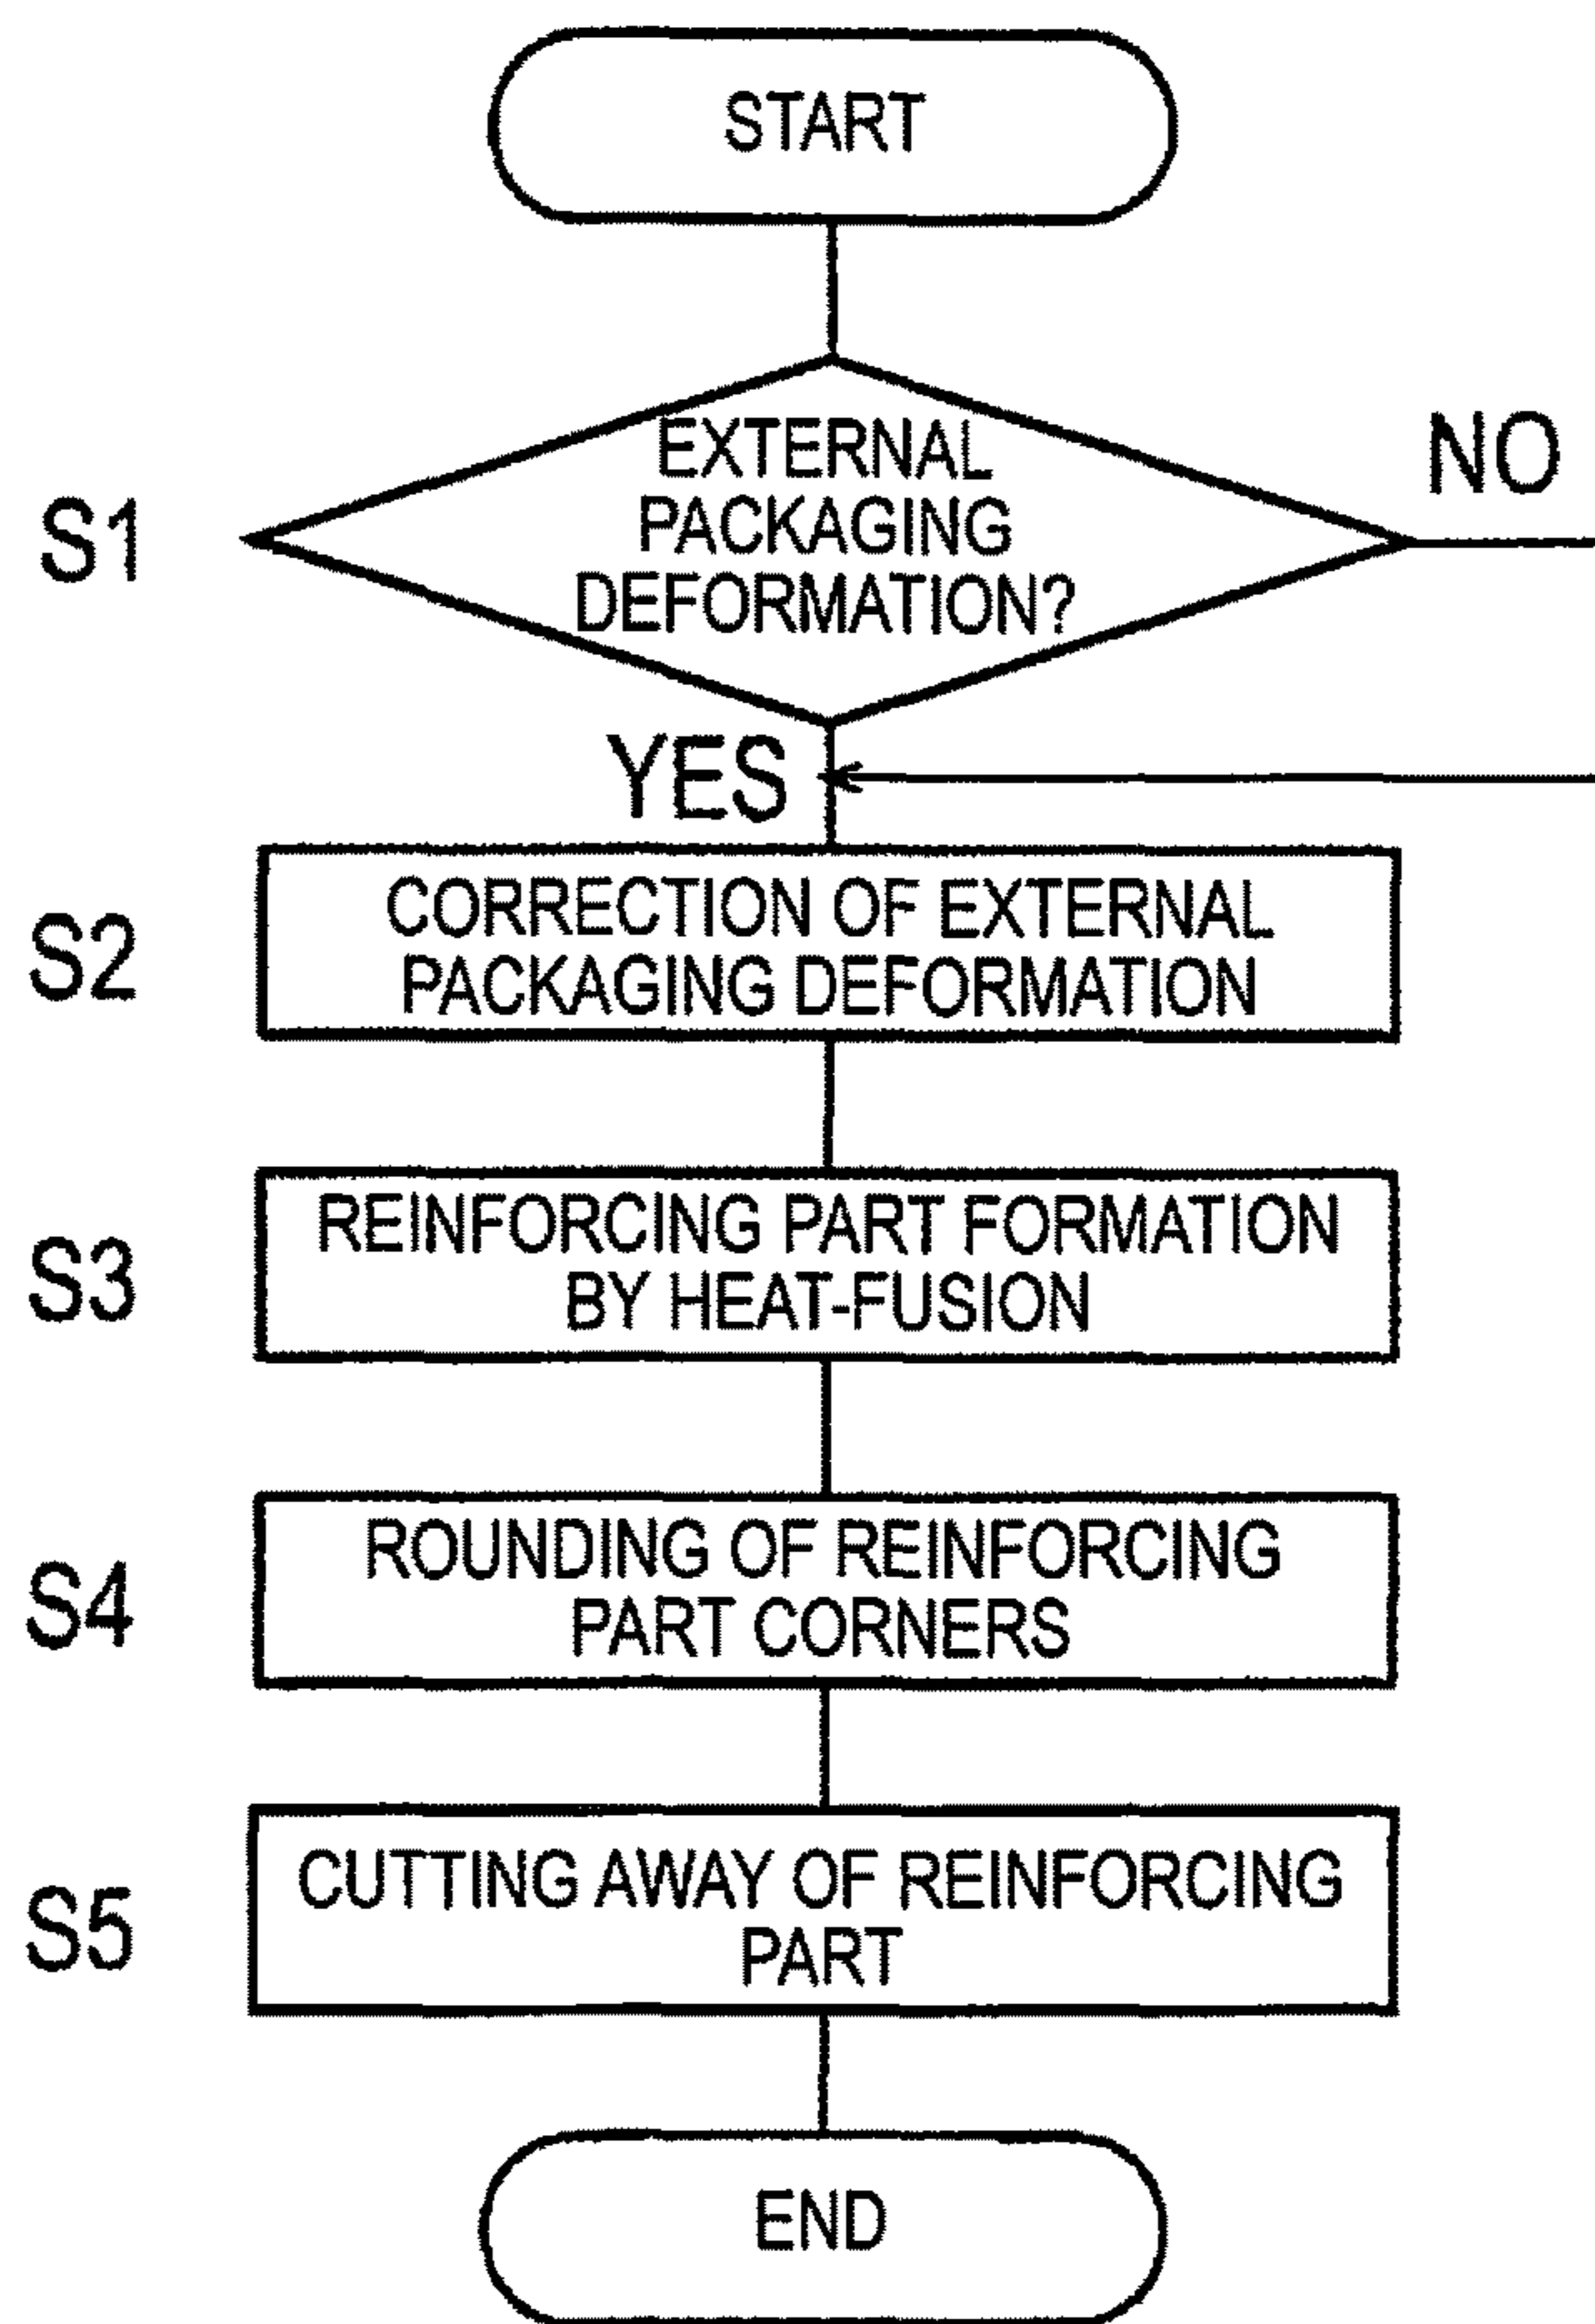 START
S1
EXTERNAL
PACKAGING
DEFORMATION?
NO
YES
S2
CORRECTION OF EXTERNAL
PACKAGING DEFORMATION
S3
REINFORCING PART FORMATION
BY HEAT-FUSION
S4
ROUNDING OF REINFORCING
PART CORNERS
S5
CUTTING AWAY OF REINFORCING
PART
END